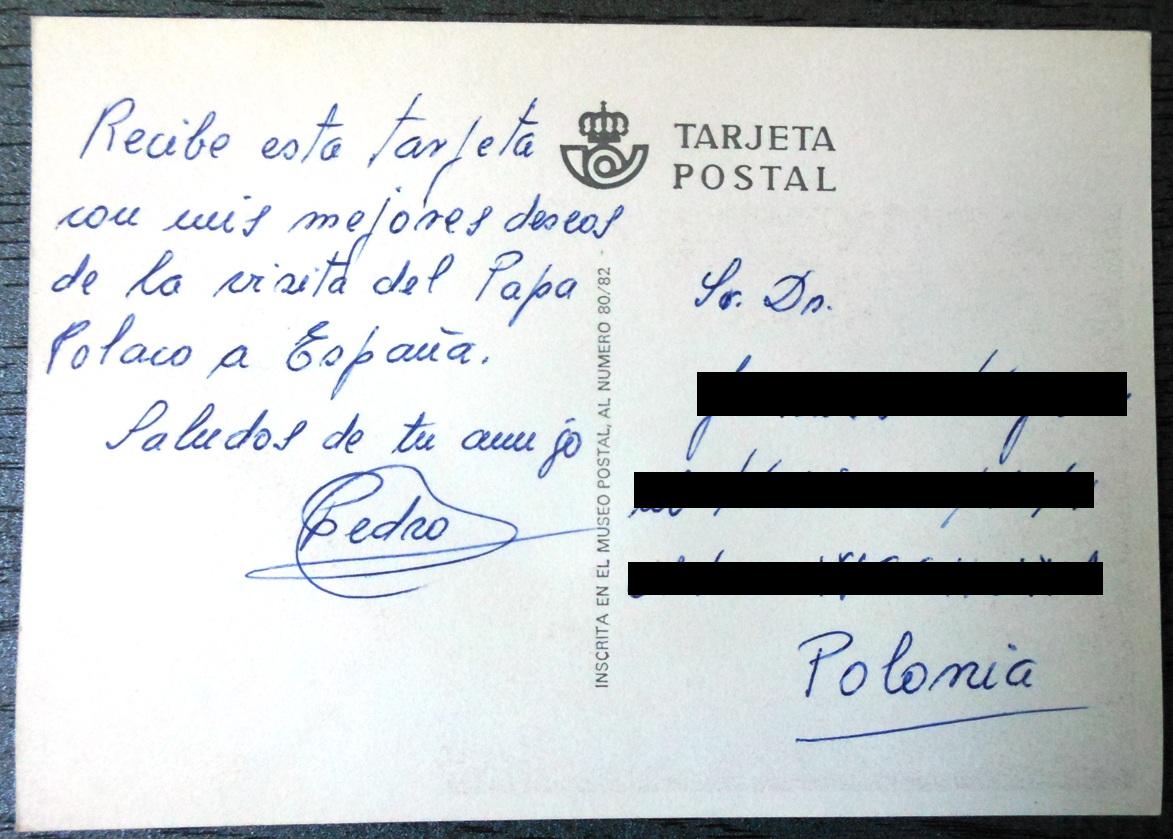 Recibe esta tarjeta
con mis mejores deseos
de la visita del Papa
Polaco a España.
Saludos de tu amigo
Pedro
INSCRITA EN EL MUSEO POSTAL, AL NUMERO 80/82 -
TARJETA
POSTAL
Sr. Dn.
Polonia